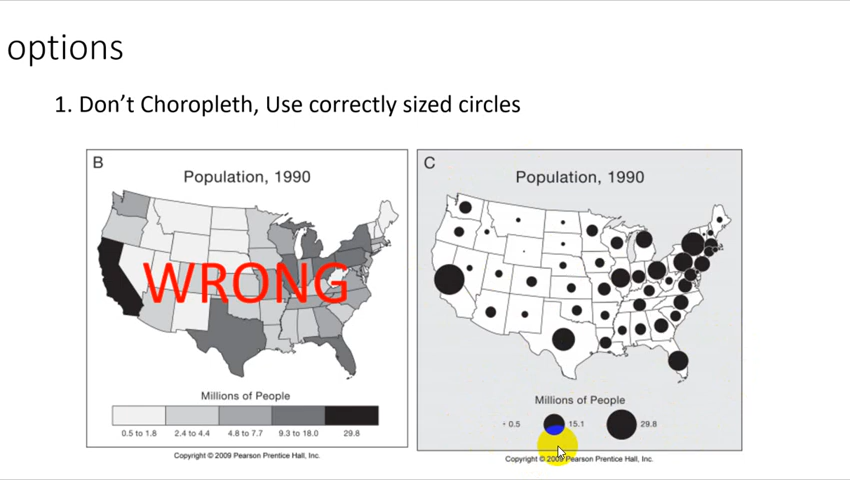 options
1. Don’t Choropleth, Use correctly sized circles
B
Population, 1990
WRONG
Millions of People
0.5 to 1.8 2.4 to 4.4 4.8 to 7.7 9.3 to 18.0 29.8
Copyright © 2009 Pearson Prentice Hall, Inc.
C
Population, 1990
Millions of People
0.5 15.1 29.8
Copyright © 2009 Pearson Prentice Hall, Inc.